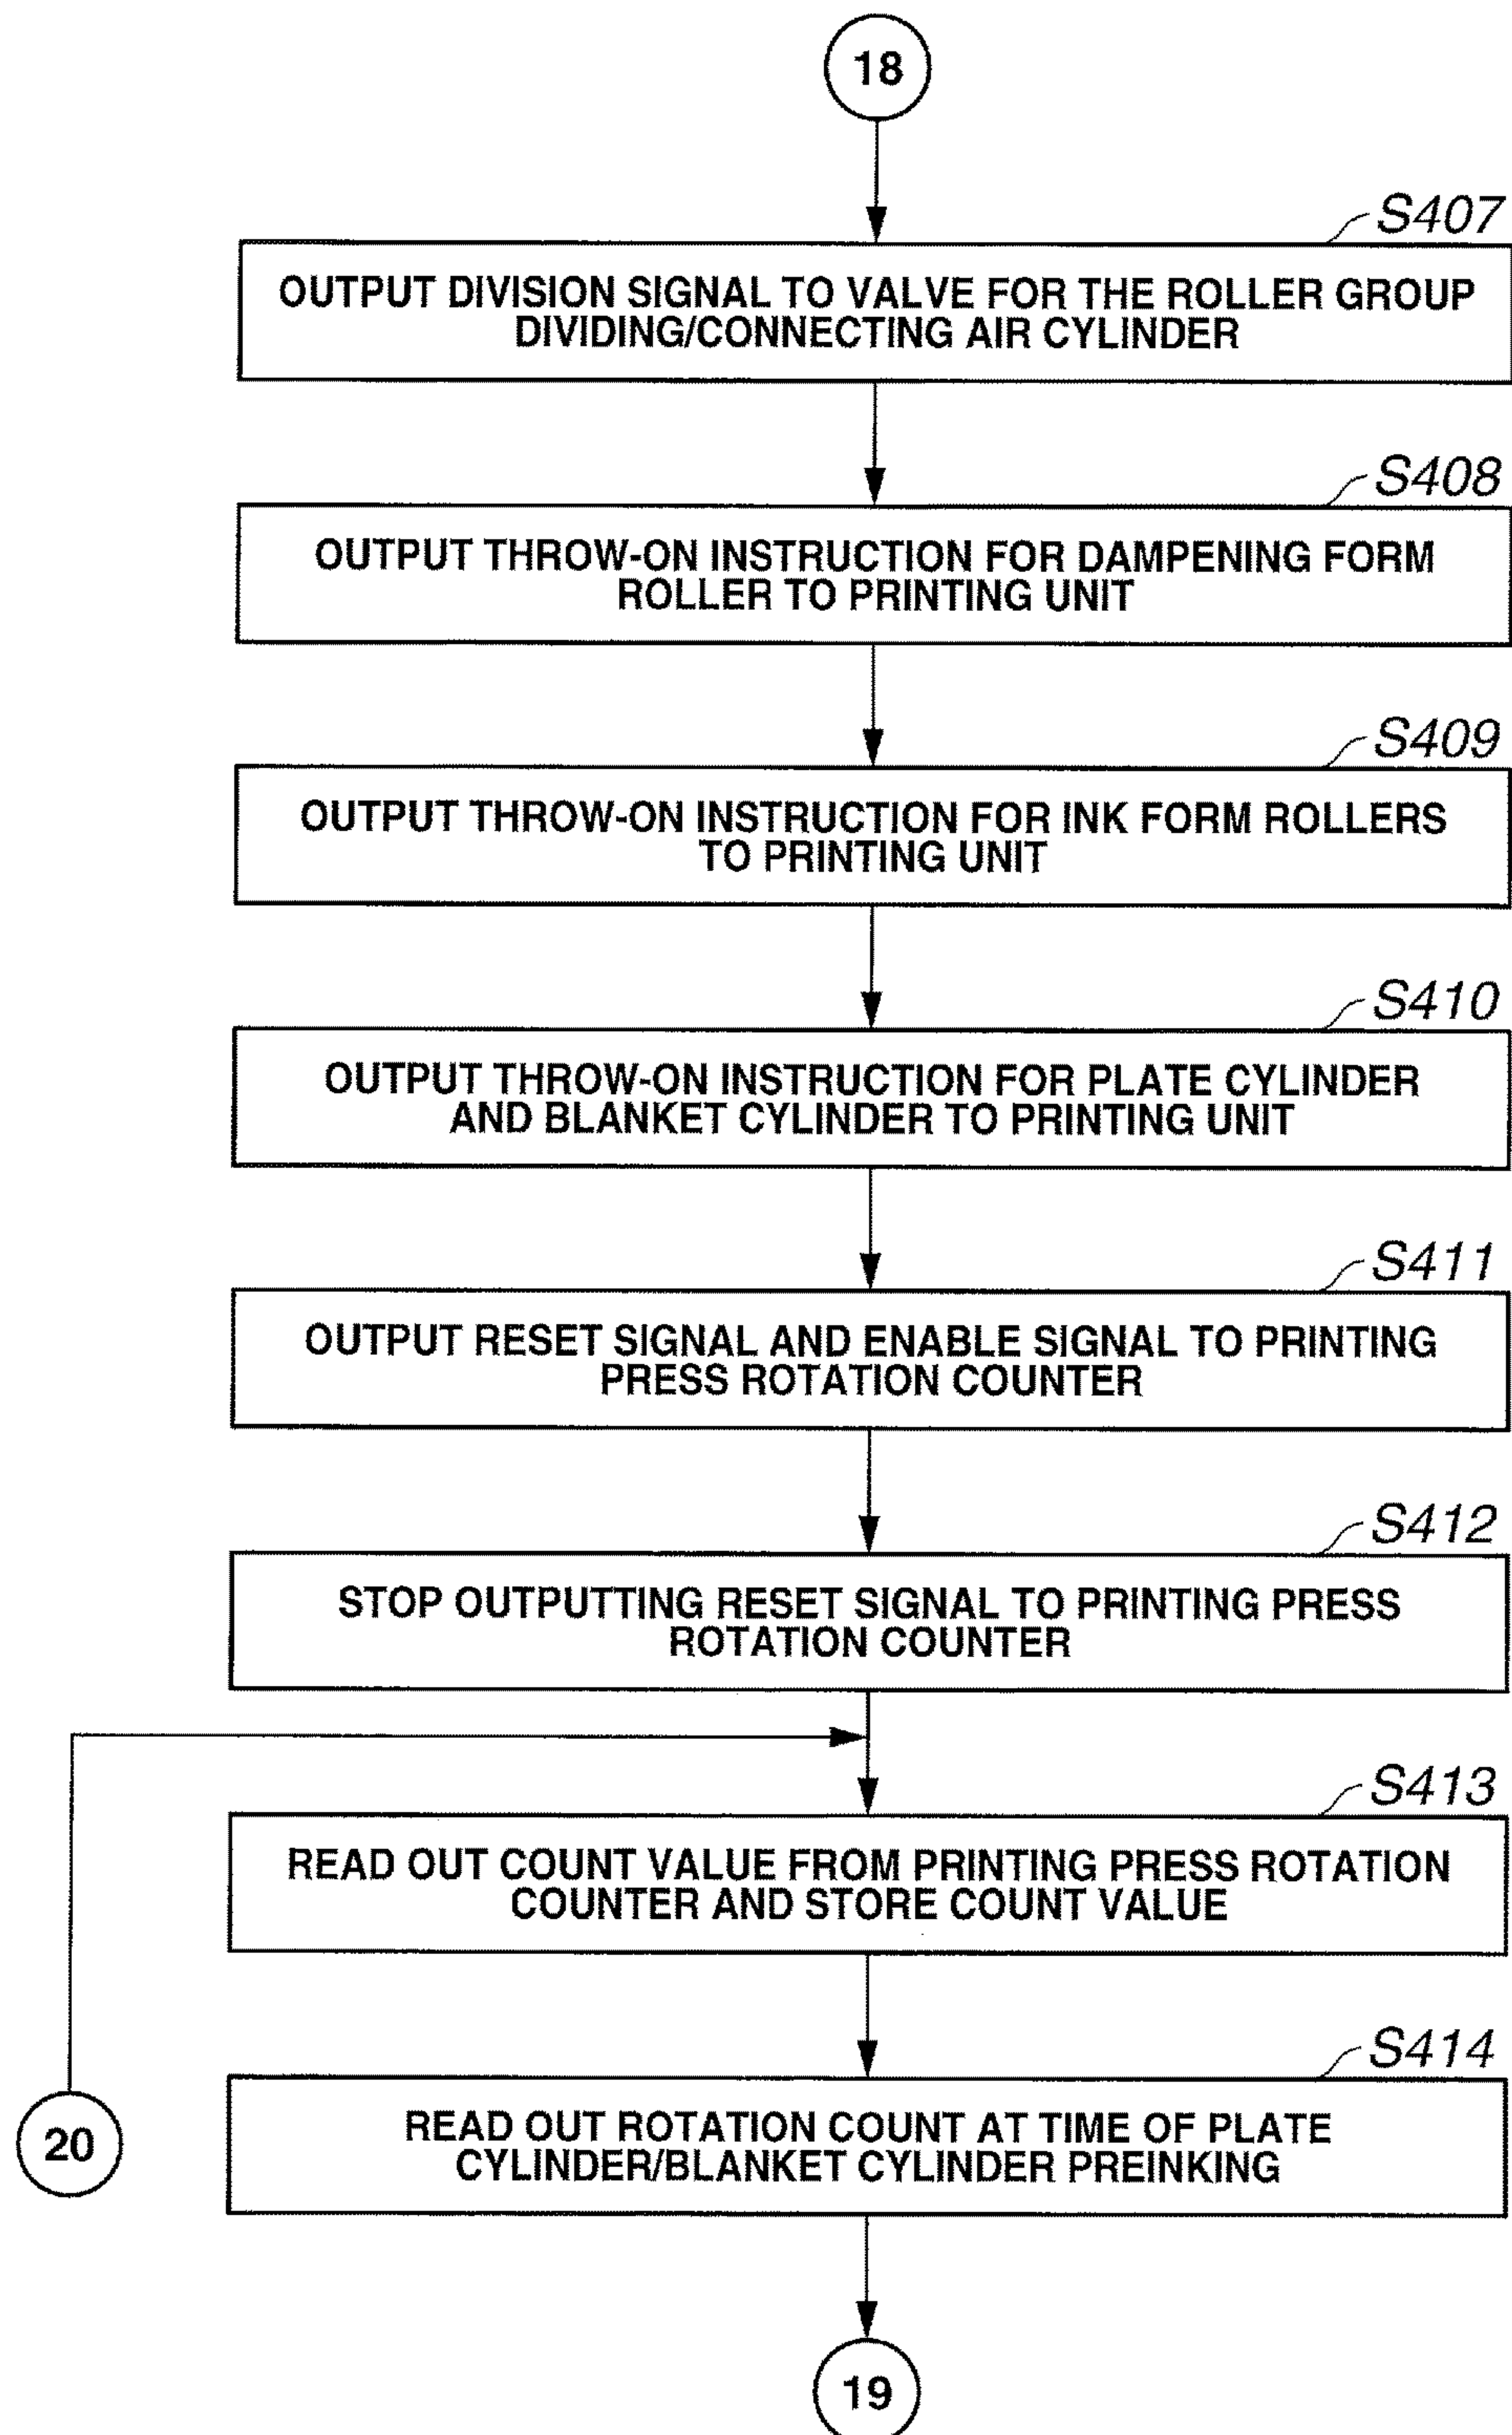 18
S407
OUTPUT DIVISION SIGNAL TO VALVE FOR THE ROLLER GROUP
DIVIDING/CONNECTING AIR CYLINDER
S408
OUTPUT THROW-ON INSTRUCTION FOR DAMPENING FORM
ROLLER TO PRINTING UNIT
S409
OUTPUT THROW-ON INSTRUCTION FOR INK FORM ROLLERS
TO PRINTING UNIT
S410
OUTPUT THROW-ON INSTRUCTION FOR PLATE CYLINDER
AND BLANKET CYLINDER TO PRINTING UNIT
S411
OUTPUT RESET SIGNAL AND ENABLE SIGNAL TO PRINTING
PRESS ROTATION COUNTER
S412
STOP OUTPUTTING RESET SIGNAL TO PRINTING PRESS
ROTATION COUNTER
S413
READ OUT COUNT VALUE FROM PRINTING PRESS ROTATION
COUNTER AND STORE COUNT VALUE
S414
READ OUT ROTATION COUNT AT TIME OF PLATE
CYLINDER/BLANKET CYLINDER PREINKING
20
19